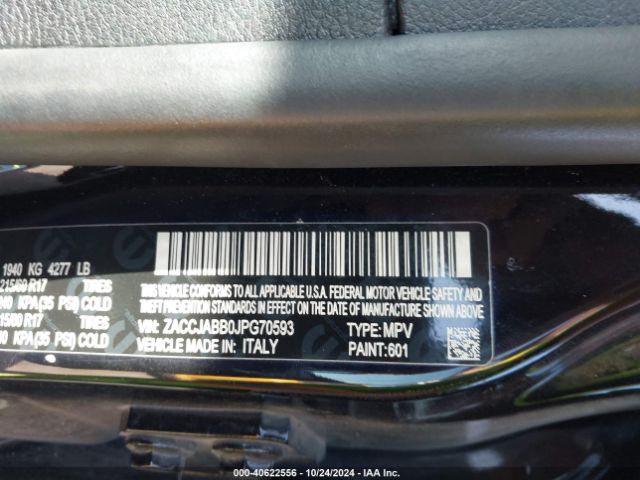 1940 KG 4277 LB
215/60 R17 TIRES
240 KPA(35 PSI) COLD
215/60 R17 TIRES
KPA(35 PSI) COLD
THIS VEHICLE CONFORMS TO ALL APPLICABLE U.S.A. FEDERAL MOTOR VEHICLE SAFETY,
THEFT PREVENTION STANDARDS IN EFFECT ON THE DATE OF MANUFACTURE SHOWN ABOVE
VIN: ZACCJABB0JPG70593 TYPE:MPV
VEHICLE MADE IN: ITALY PAINT:601
000-40622556 - 10/24/2024 - IAA Inc.